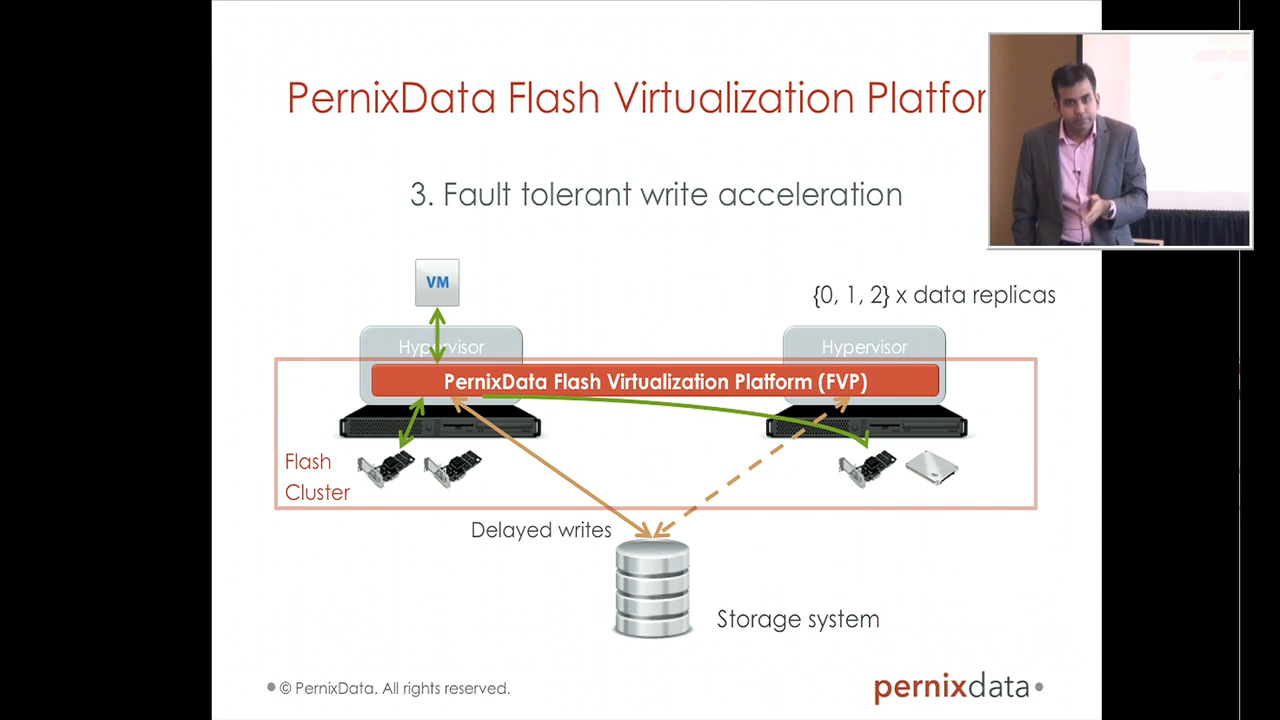 PernixData Flash Virtualization Platfor
3. Fault tolerant write acceleration
VM
{0, 1, 2} x data replicas
Hypervisor
Hypervisor
PernixData Flash Virtualization Platform (FVP)
Flash
Cluster
Delayed writes
Storage system
© PernixData. All rights reserved.
pernixdata